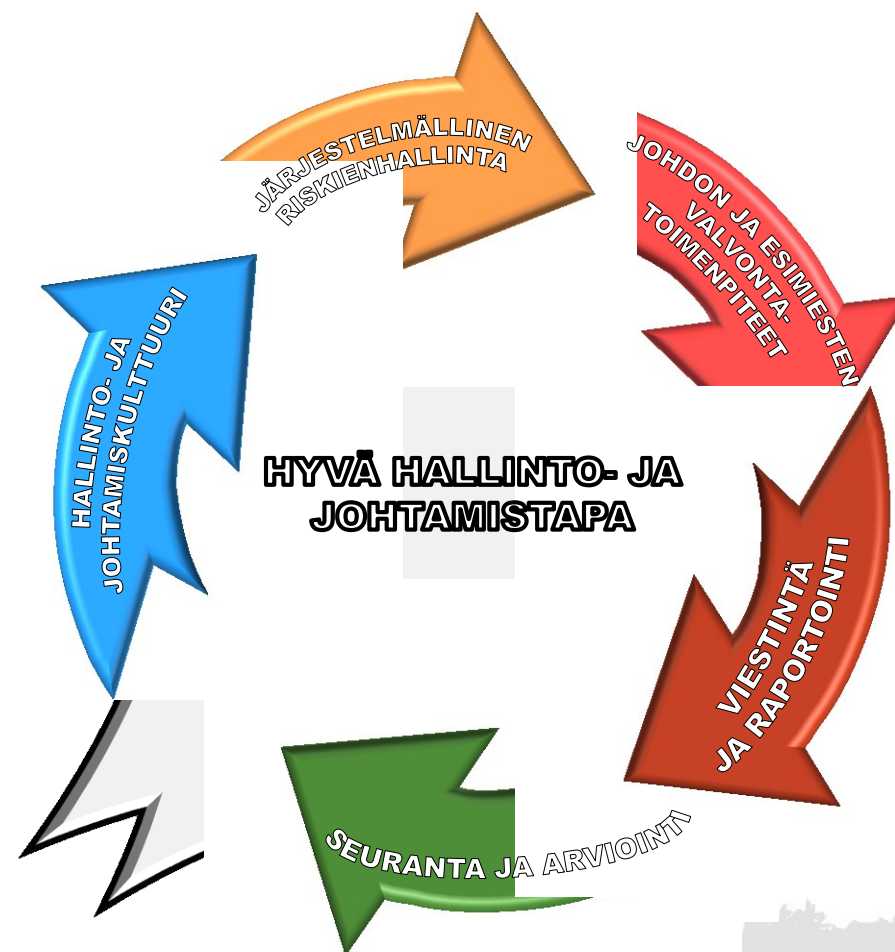 JÄRJESTELMÄLLINEN
RISKIENHALLINTA
JOHDON JA ESIMIESTEN
VALVONTA-
TOIMENPITEET
HALLINTO- JA
JOHTAMISKULTTUURI
HYVÄ HALLINTO- JA
JOHTAMISTAPA
VIESTINTÄ
JA RAPORTOINTI
SEURANTA JA ARVIOINTI